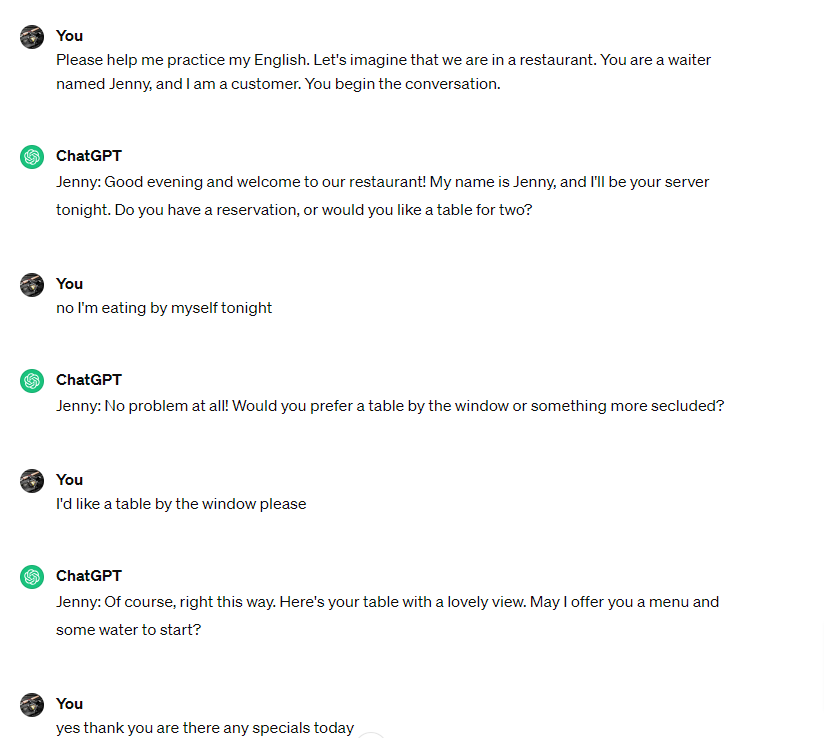 You
Please help me practice my English. Let's imagine that we are in a restaurant. You are a waiter
named Jenny, and I am a customer. You begin the conversation.
ChatGPT
Jenny: Good evening and welcome to our restaurant! My name is Jenny, and I'll be your server
tonight. Do you have a reservation, or would you like a table for two?
You
no I'm eating by myself tonight
ChatGPT
Jenny: No problem at all! Would you prefer a table by the window or something more secluded?
You
I'd like a table by the window please
ChatGPT
Jenny: Of course, right this way. Here's your table with a lovely view. May I offer you a menu and
some water to start?
You
yes thank you are there any specials today